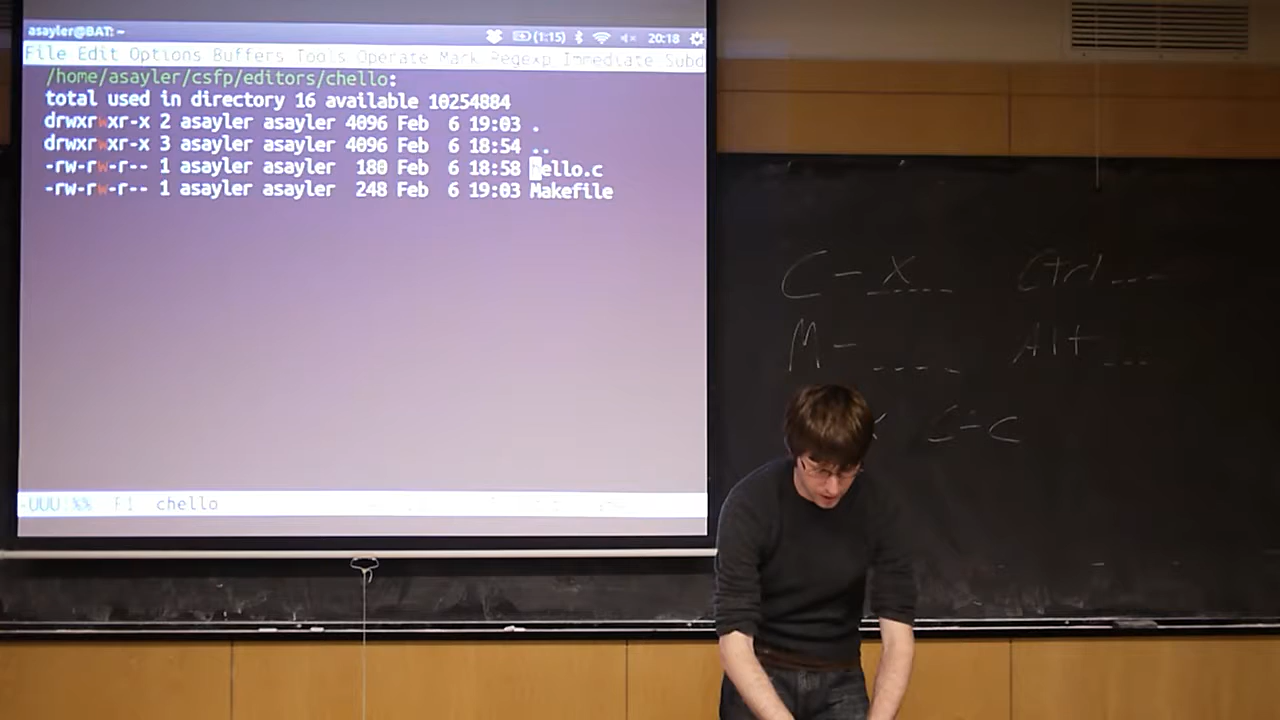 asayler@BAT: ~ (1:15) 20:18
File Edit Options Buffers Tools Operate Mark Regexp Immediate Subd
/home/asayler/csfp/editors/chello:
total used in directory 16 available 10254884
drwxrwxr-x 2 asayler asayler 4096 Feb 6 19:03 .
drwxrwxr-x 3 asayler asayler 4096 Feb 6 18:54 ..
-rw-rw-r-- 1 asayler asayler 180 Feb 6 18:58 hello.c
-rw-rw-r-- 1 asayler asayler 248 Feb 6 19:03 Makefile
-UUU:%% F1 chello
C - X Ctrl
M - Alt
C - C